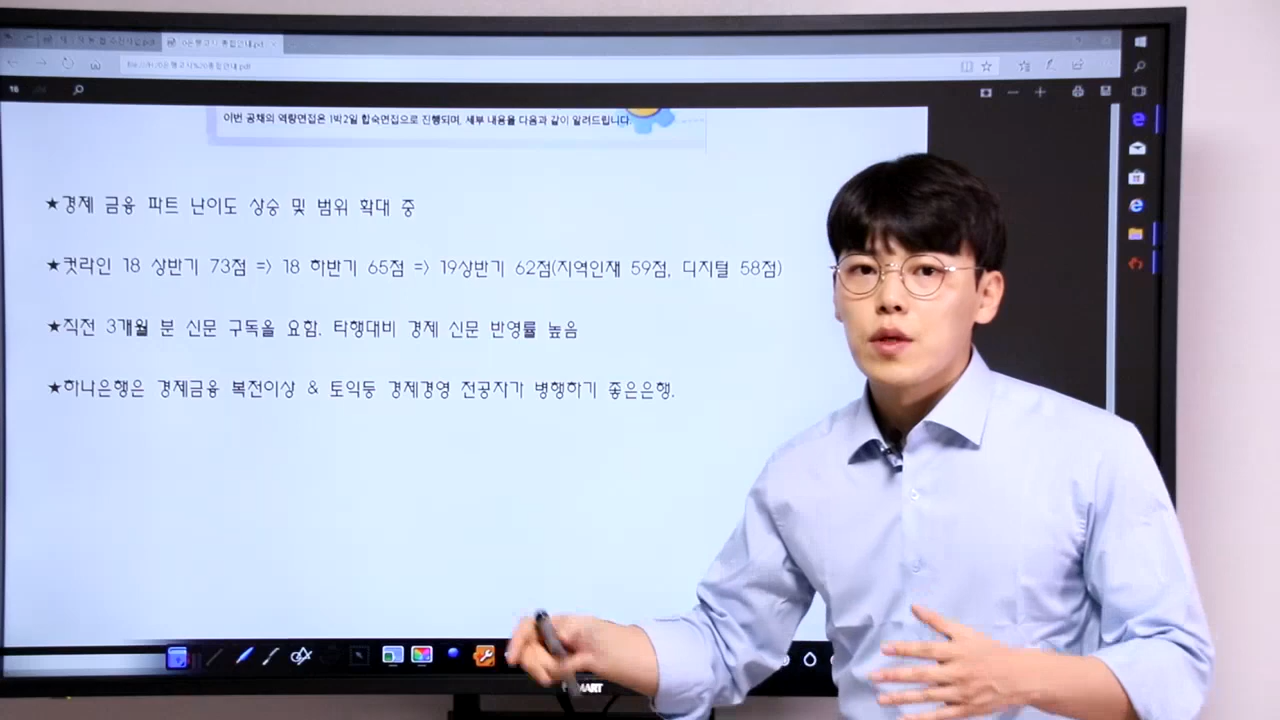 이번 공채의 역량면접은 1박2일 합숙면접으로 진행되며, 세부 내용을 다음과 같이 알려드립니다.
★경제 금융 파트 난이도 상승 및 범위 확대 중
★컷라인 18 상반기 73점 => 18 하반기 65점 => 19상반기 62점(지역인재 59점, 디지털 58점)
★직전 3개월 분 신문 구독을 요함. 타행대비 경제 신문 반영률 높음
★하나은행은 경제금융 복전이상 & 토익등 경제경영 전공자가 병행하기 좋은은행.